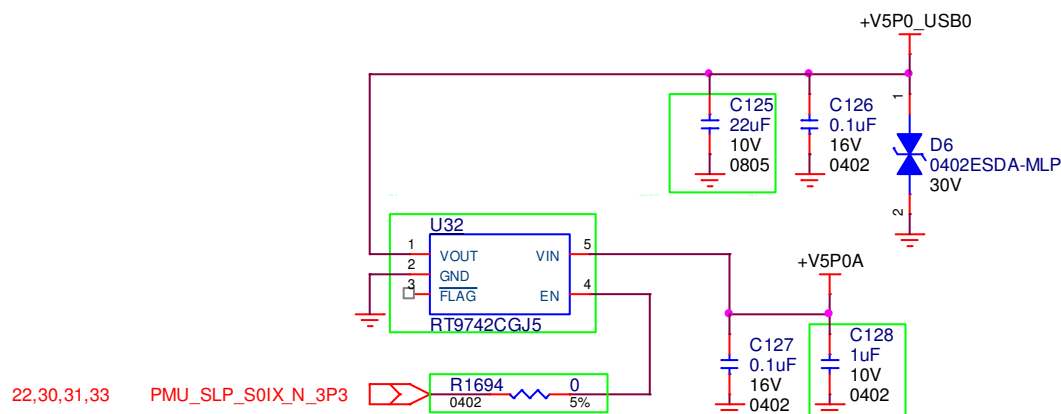 +V5P0_USB0
C125
22uF
10V
0805
C126
0.1uF
16V
0402
1
D6
0402ESDA-MLP
30V
2
U32
1 VOUT VIN 5
2 GND
3 FLAG EN 4
RT9742CGJ5
+V5P0A
C127
0.1uF
16V
0402
C128
1uF
10V
0402
22,30,31,33 PMU_SLP_S0IX_N_3P3
R1694 0
0402 5%